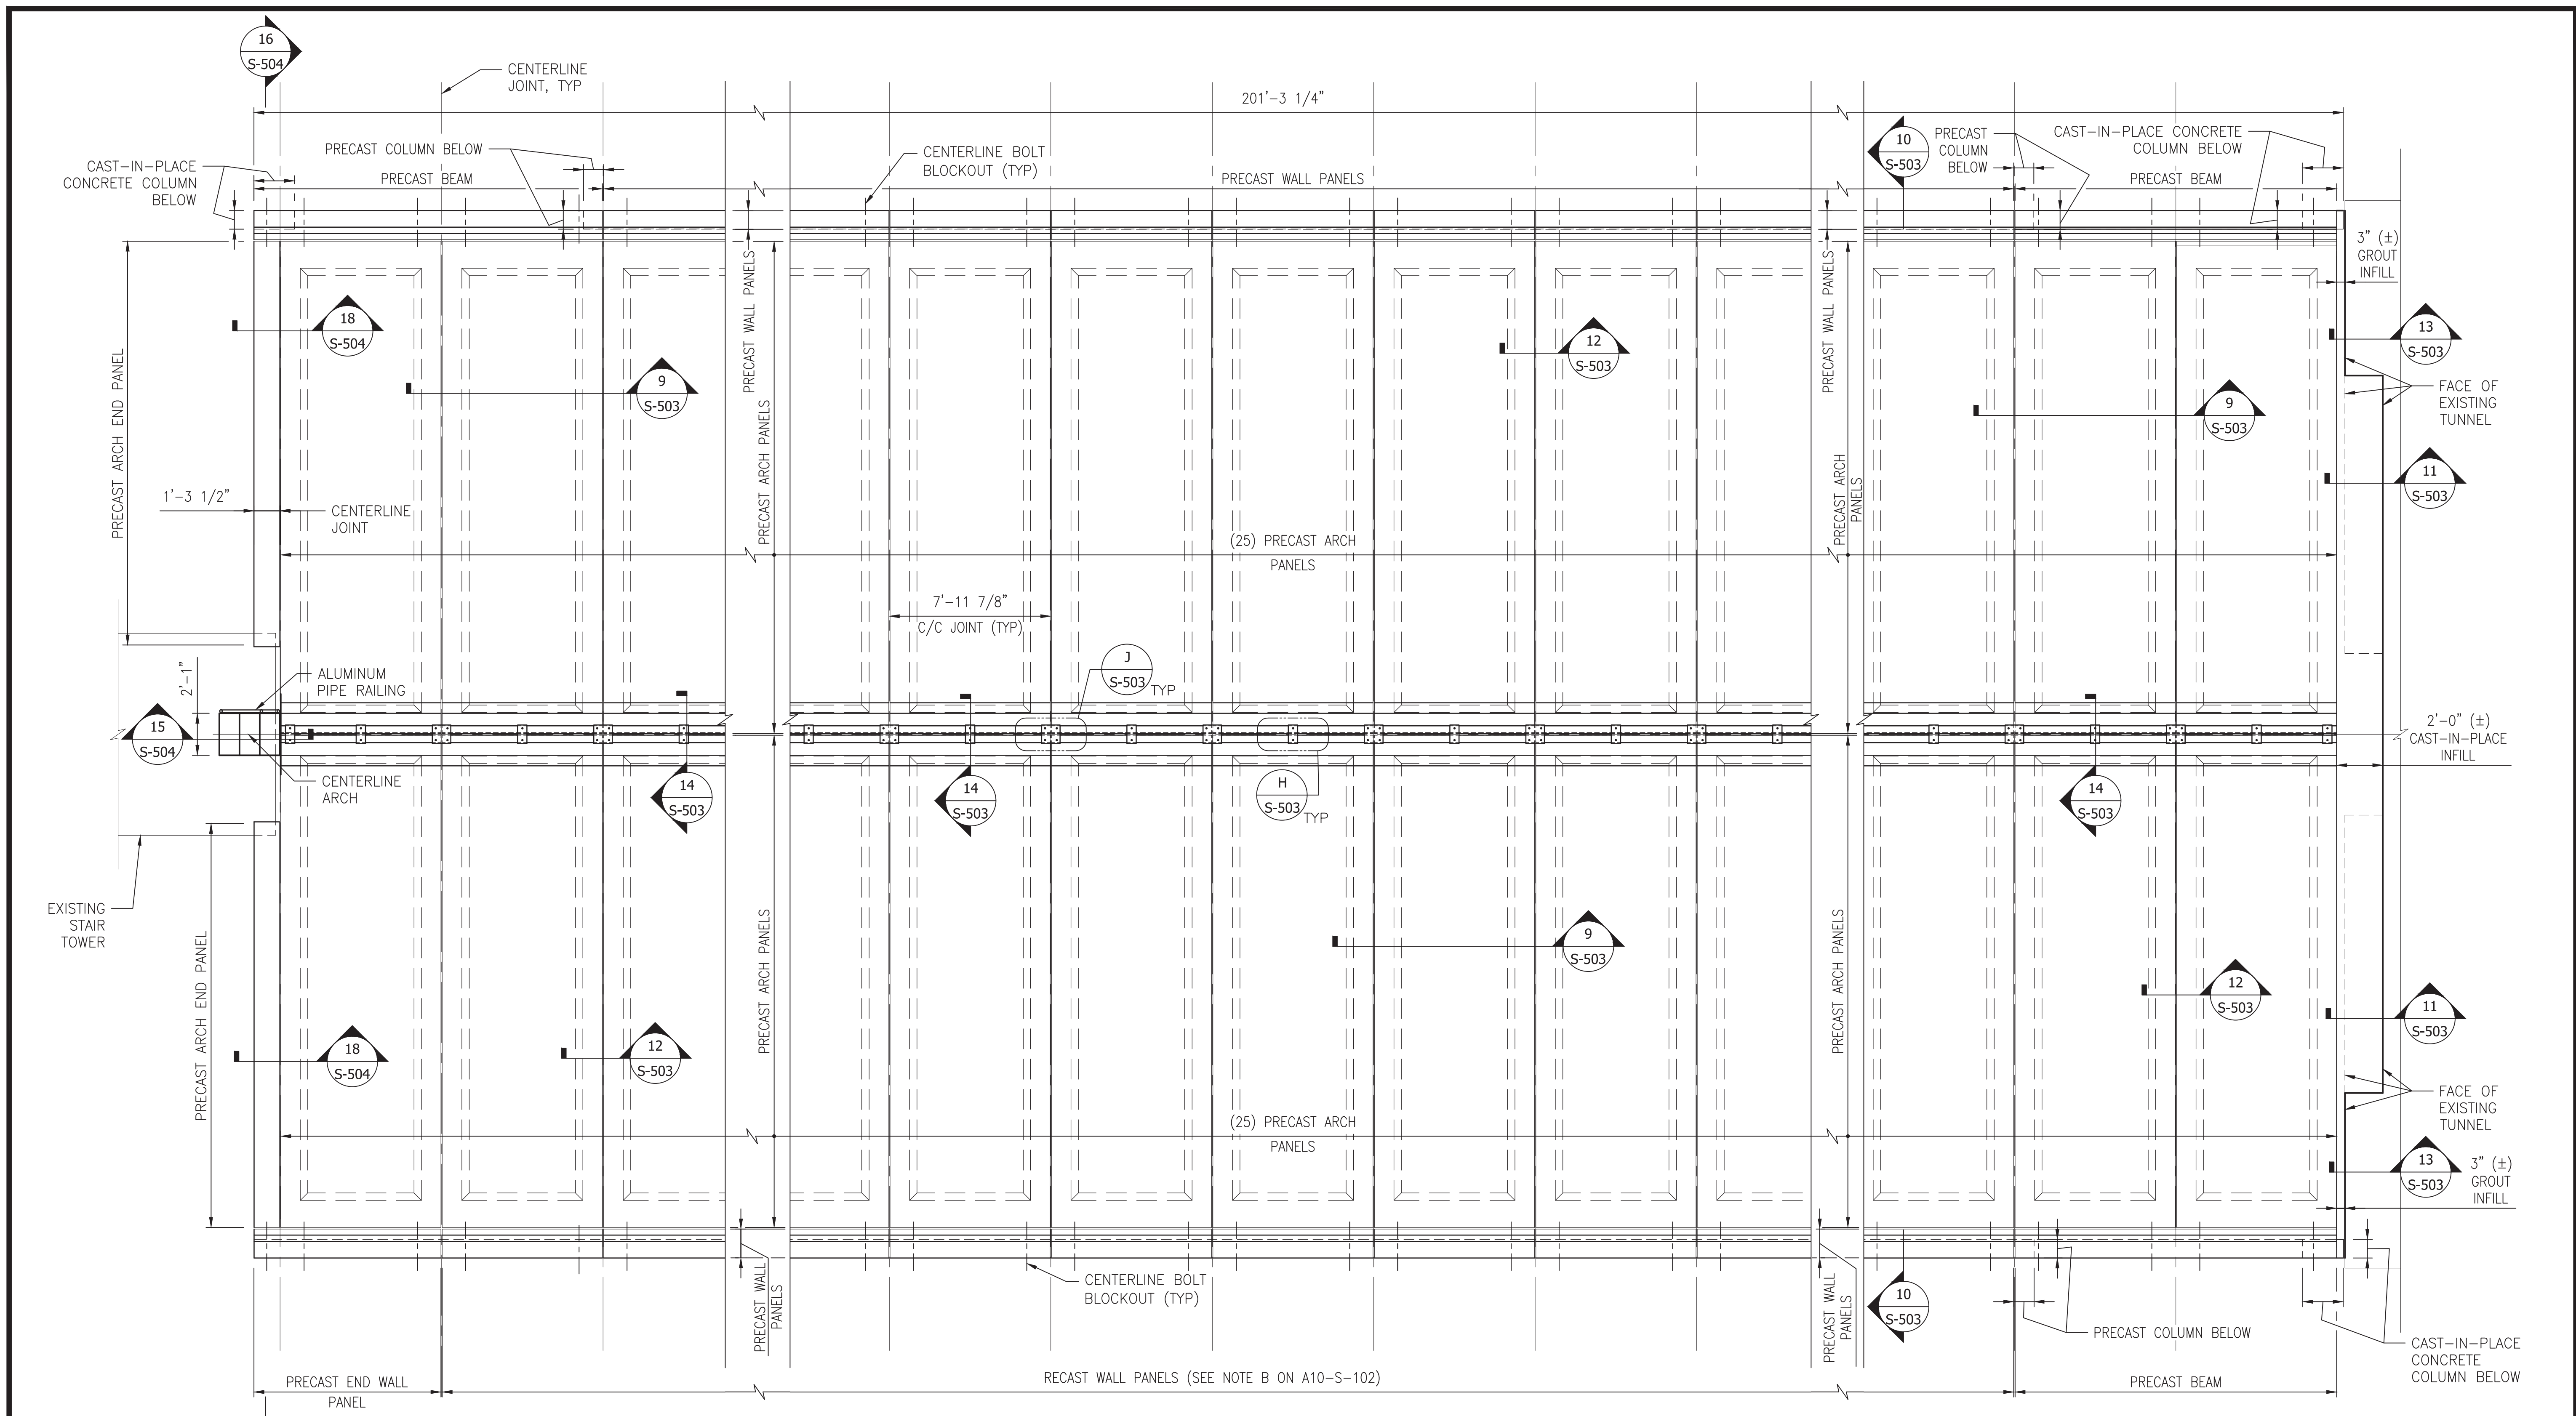 16
S-504
CENTERLINE
JOINT, TYP
201'-3 1/4"
CAST-IN-PLACE
CONCRETE COLUMN
BELOW
PRECAST COLUMN BELOW
PRECAST BEAM
CENTERLINE BOLT
BLOCKOUT (TYP)
PRECAST WALL PANELS
10
S-503
PRECAST
COLUMN
BELOW
CAST-IN-PLACE CONCRETE
COLUMN BELOW
PRECAST BEAM
3" (±)
GROUT
INFILL
PRECAST WALL PANELS
PRECAST WALL PANELS
18
S-504
9
S-503
12
S-503
9
S-503
13
S-503
FACE OF
EXISTING
TUNNEL
11
S-503
PRECAST ARCH END PANEL
1'-3 1/2"
CENTERLINE
JOINT
PRECAST ARCH PANELS
PRECAST ARCH
PANELS
(25) PRECAST ARCH
PANELS
7'-11 7/8"
C/C JOINT (TYP)
J
S-503
TYP
ALUMINUM
PIPE RAILING
2'-1"
15
S-504
CENTERLINE
ARCH
14
S-503
14
S-503
H
S-503
TYP
14
S-503
2'-0" (±)
CAST-IN-PLACE
INFILL
EXISTING
STAIR
TOWER
PRECAST ARCH END PANEL
PRECAST ARCH PANELS
PRECAST ARCH PANELS
9
S-503
12
S-503
11
S-503
18
S-504
12
S-503
FACE OF
EXISTING
TUNNEL
(25) PRECAST ARCH
PANELS
13
S-503
3" (±)
GROUT
INFILL
PRECAST WALL
PANELS
CENTERLINE BOLT
BLOCKOUT (TYP)
PRECAST WALL
PANELS
10
S-503
PRECAST COLUMN BELOW
CAST-IN-PLACE
CONCRETE
COLUMN BELOW
PRECAST END WALL
PANEL
RECAST WALL PANELS (SEE NOTE B ON A10-S-102)
PRECAST BEAM